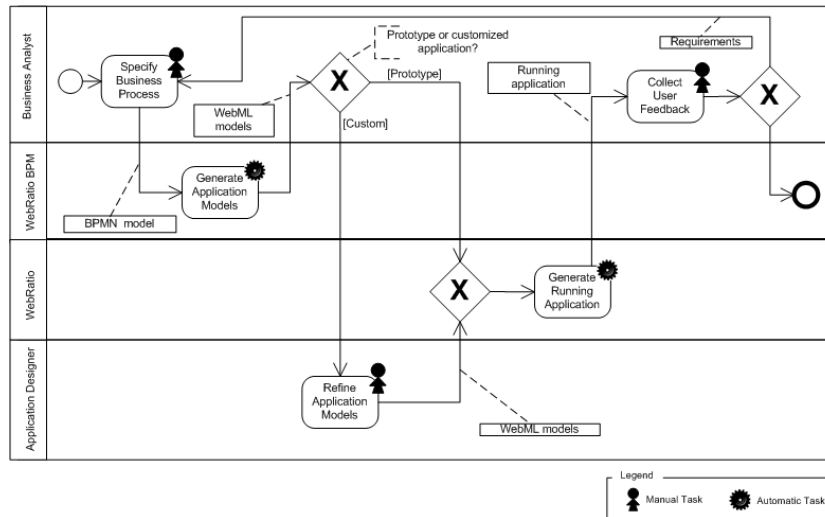 Business Analyst
Specify
Business
Process
Prototype or customized
application?
X
[Prototype]
[Custom]
WebML
models
Running
application
Requirements
Collect
User
Feedback
X
WebRatio BPM
Generate
Application
Models
BPMN model
WebRatio
X
Generate
Running
Application
Application Designer
Refine
Application
Models
WebML models
Legend
Manual Task
Automatic Task